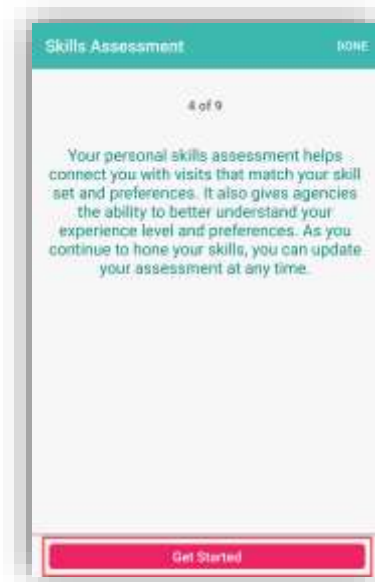 Skills Assessment
DONE
4 of 9
Your personal skills assessment helps
connect you with visits that match your skill
set and preferences. It also gives agencies
the ability to better understand your
experience level and preferences. As you
continue to hone your skills, you can update
your assessment at any time.
Get Started